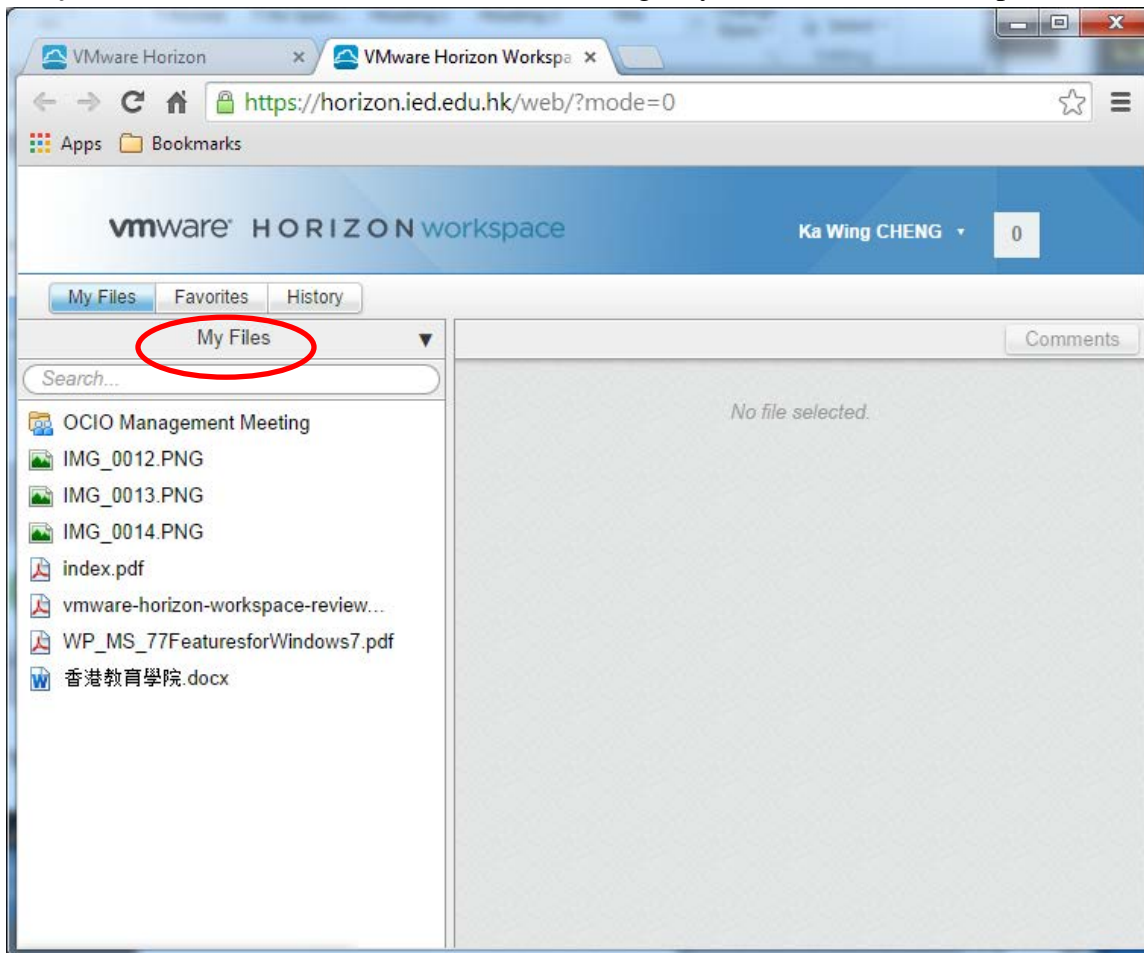 VMware Horizon
VMware Horizon Workspa
https://horizon.ied.edu.hk/web/?mode=0
Apps Bookmarks
vmware HORIZON workspace
Ka Wing CHENG 0
My Files Favorites History
My Files
Comments
Search...
No file selected.
OCIO Management Meeting
IMG_0012.PNG
IMG_0013.PNG
IMG_0014.PNG
index.pdf
vmware-horizon-workspace-review...
WP_MS_77FeaturesforWindows7.pdf
香港教育學院.docx